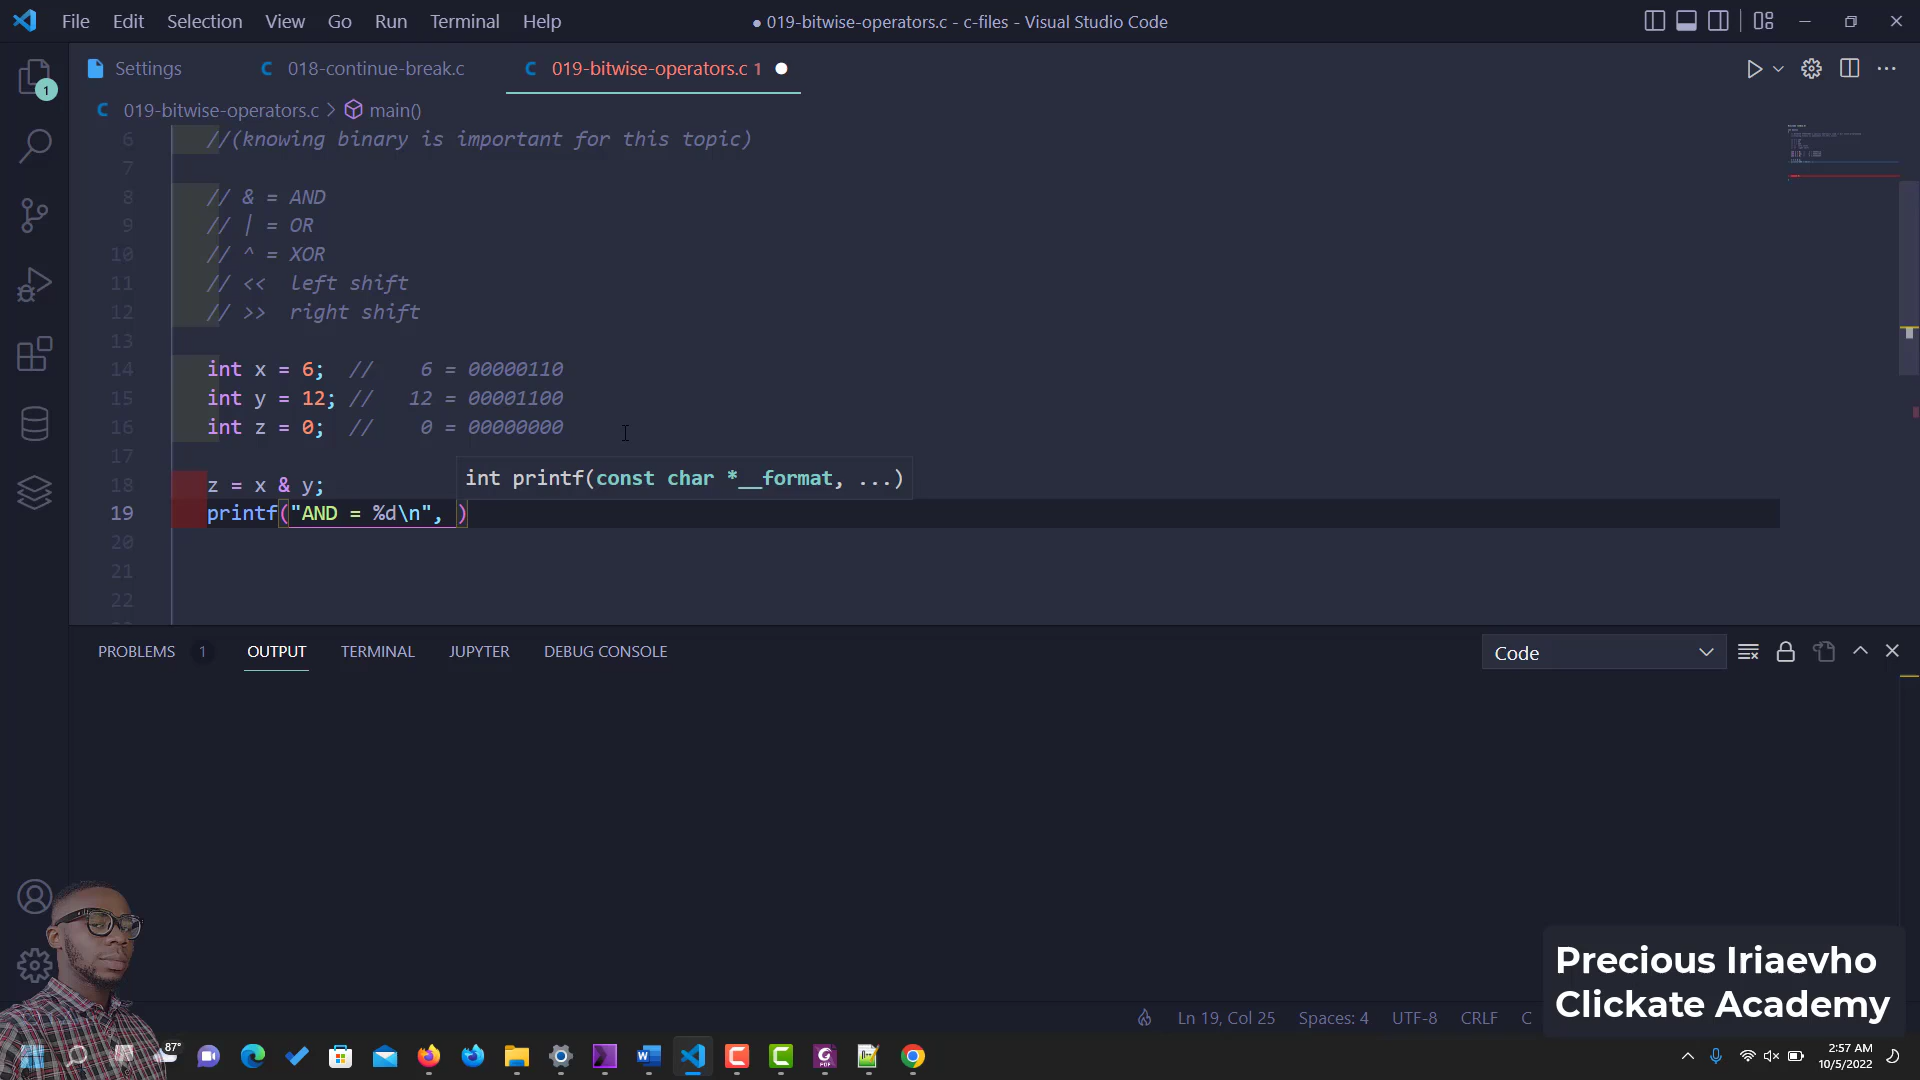 File Edit Selection View Go Run Terminal Help
● 019-bitwise-operators.c - c-files - Visual Studio Code
Settings
C 018-continue-break.c
C 019-bitwise-operators.c 1
1
C 019-bitwise-operators.c > main()
6 //(knowing binary is important for this topic)
7
8 // & = AND
9 // | = OR
10 // ^ = XOR
11 // << left shift
12 // >> right shift
13
14 int x = 6; // 6 = 00000110
15 int y = 12; // 12 = 00001100
16 int z = 0; // 0 = 00000000
17
18 z = x & y;
int printf(const char *__format, ...)
19 printf("AND = %d\n", )
20
21
22
PROBLEMS 1 OUTPUT TERMINAL JUPYTER DEBUG CONSOLE
Code
Precious Iriaevho
Clickate Academy
Ln 19, Col 25 Spaces: 4 UTF-8 CRLF C
87°
2:57 AM
10/5/2022